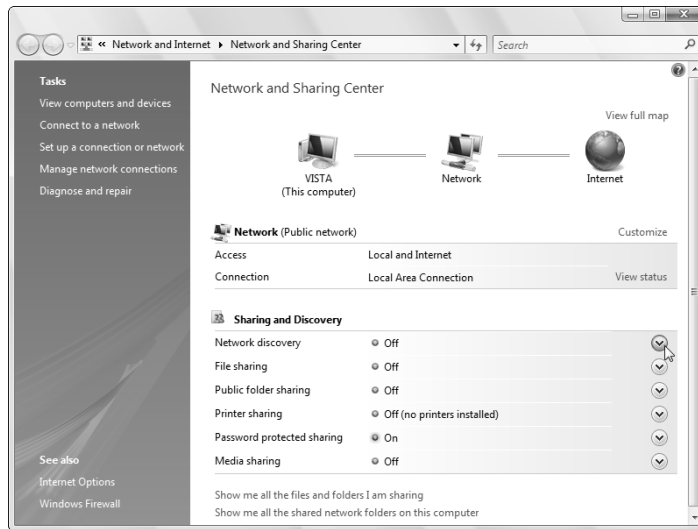 « Network and Internet ▸ Network and Sharing Center
Search
Tasks
View computers and devices
Connect to a network
Set up a connection or network
Manage network connections
Diagnose and repair
See also
Internet Options
Windows Firewall
Network and Sharing Center
View full map
VISTA
(This computer)
Network
Internet
Network (Public network) Customize
Access Local and Internet
Connection Local Area Connection View status
Sharing and Discovery
Network discovery Off
File sharing Off
Public folder sharing Off
Printer sharing Off (no printers installed)
Password protected sharing On
Media sharing Off
Show me all the files and folders I am sharing
Show me all the shared network folders on this computer